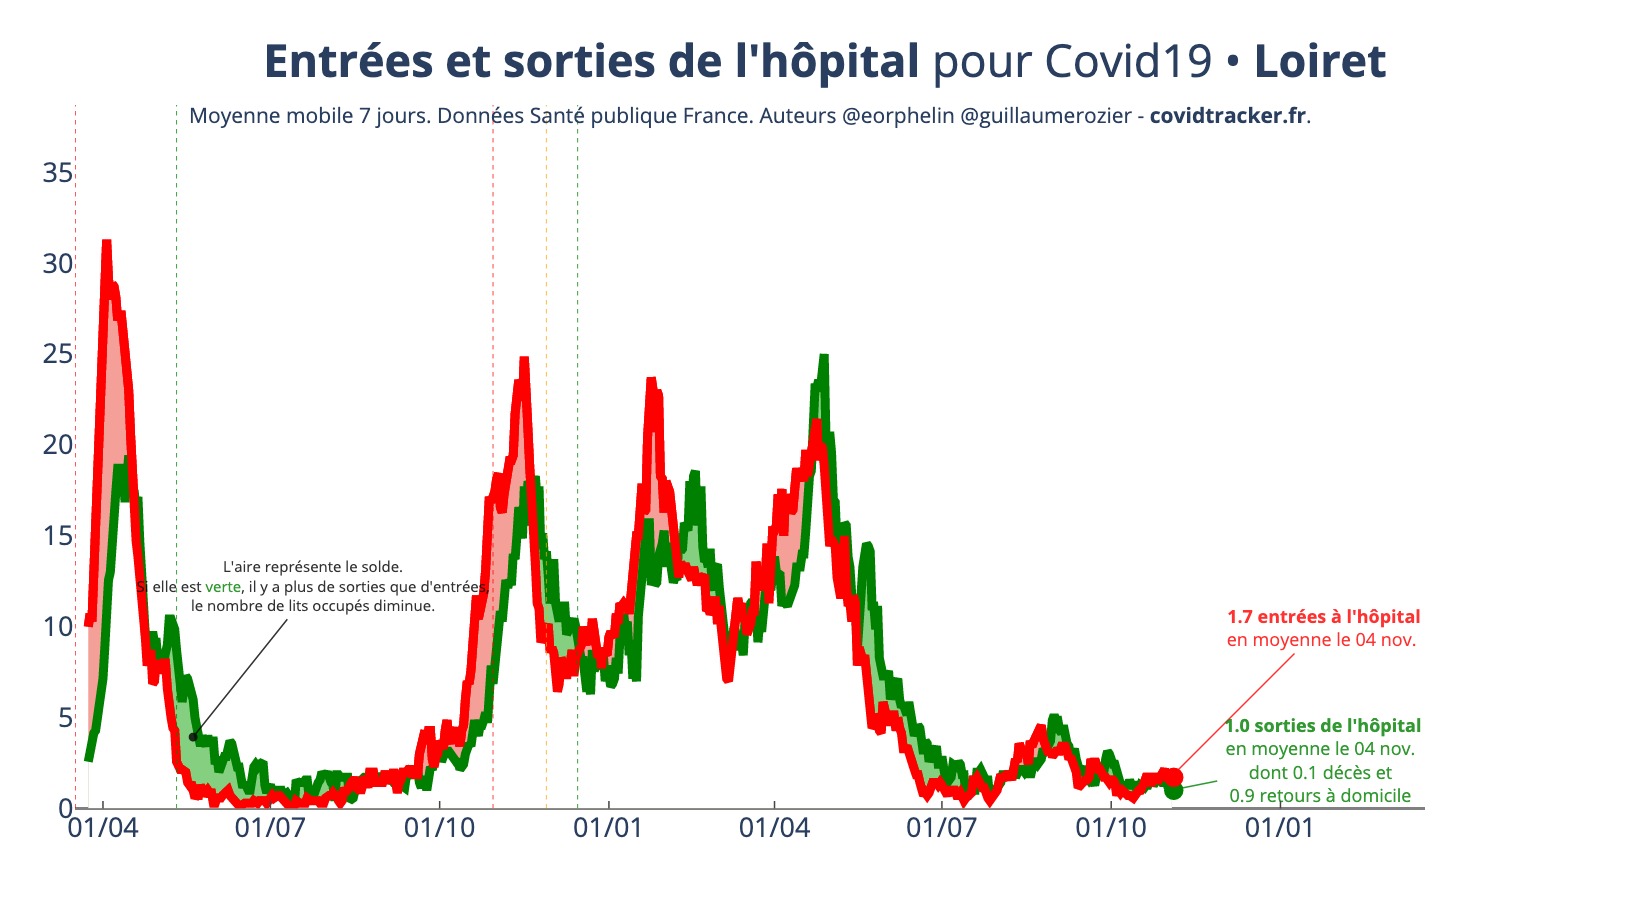 Entrées et sorties de l'hôpital pour Covid19 • Loiret
Moyenne mobile 7 jours. Données Santé publique France. Auteurs @eorphelin @guillaumerozier - covidtracker.fr.
35
30
25
20
15
10
5
0
L'aire représente le solde.
Si elle est verte, il y a plus de sorties que d'entrées,
le nombre de lits occupés diminue.
1.7 entrées à l'hôpital
en moyenne le 04 nov.
1.0 sorties de l'hôpital
en moyenne le 04 nov.
dont 0.1 décès et
0.9 retours à domicile
01/04 01/07 01/10 01/01 01/04 01/07 01/10 01/01